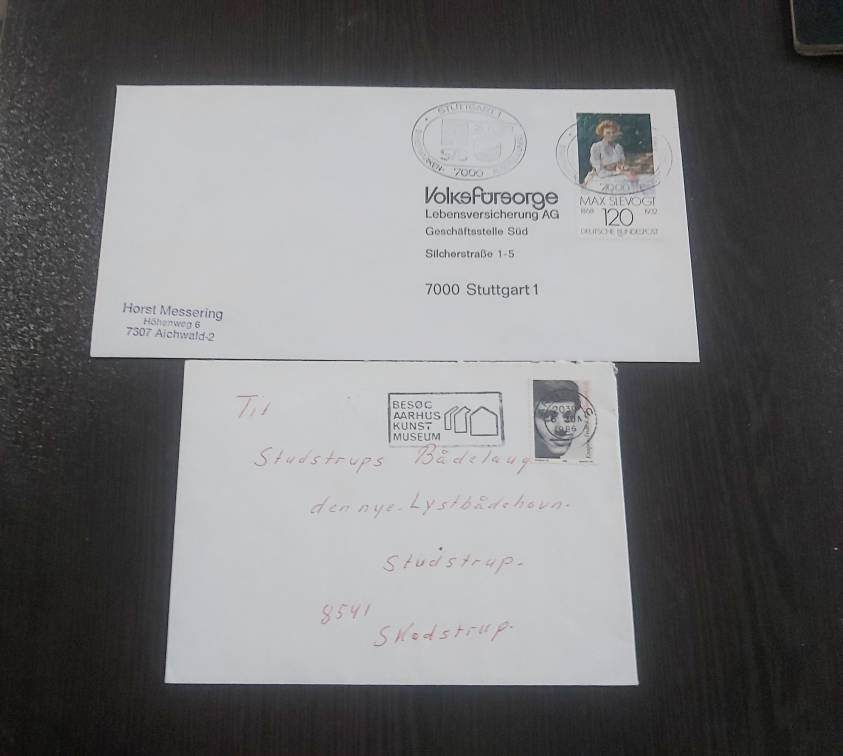 STUTTGART 1
7000
7000
MAX SLEVOGT
1868 1932
120
DEUTSCHE BUNDESPOST
Volksfürsorge
Lebensversicherung AG
Geschäftsstelle Süd
Silcherstraße 1-5
7000 Stuttgart 1
Horst Messering
Höhenweg 6
7307 Aichwald-2
BESØG
AARHUS
KUNST
MUSEUM
1986
Til
Studstrups Bådelaug
den nye. Lystbådehavn.
Studstrup.
8541
Skødstrup.